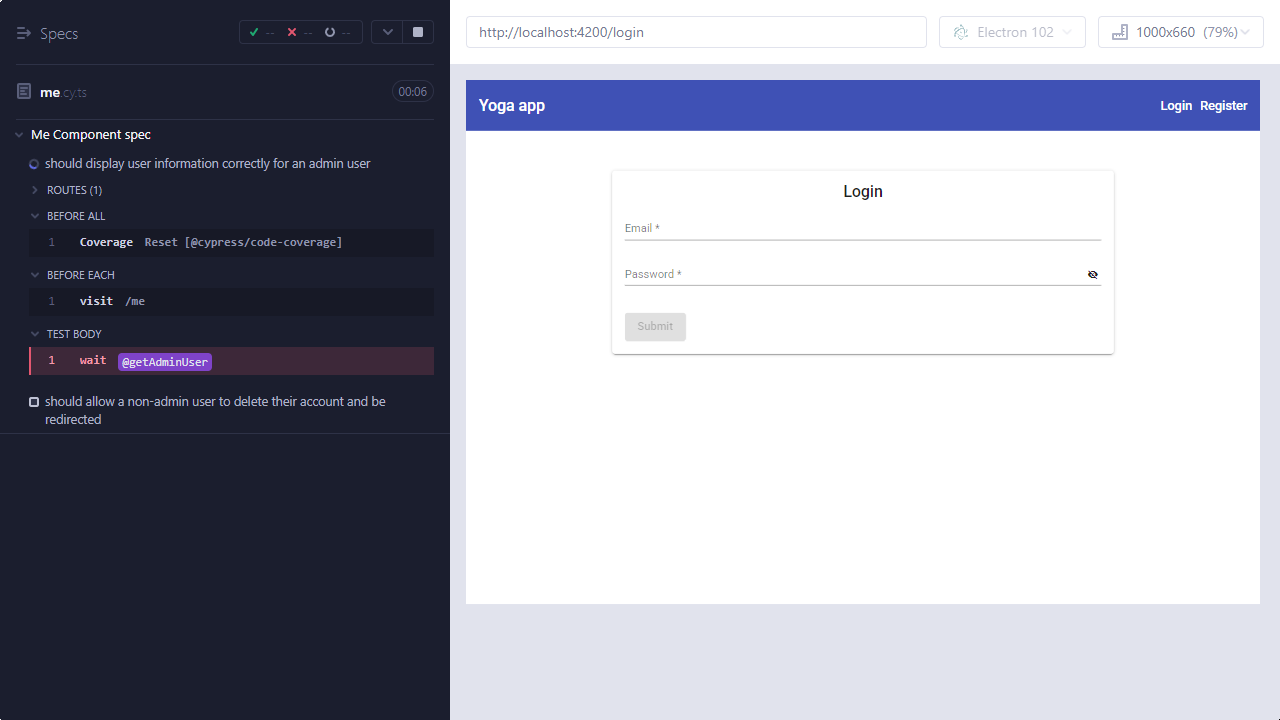 Specs
-- -- --
me.cy.ts 00:06
Me Component spec
should display user information correctly for an admin user
ROUTES (1)
BEFORE ALL
1 Coverage Reset [@cypress/code-coverage]
BEFORE EACH
1 visit /me
TEST BODY
1 wait @getAdminUser
should allow a non-admin user to delete their account and be
redirected
http://localhost:4200/login
Electron 102
1000x660 (79%)
Yoga app
Login Register
Login
Email *
Password *
Submit